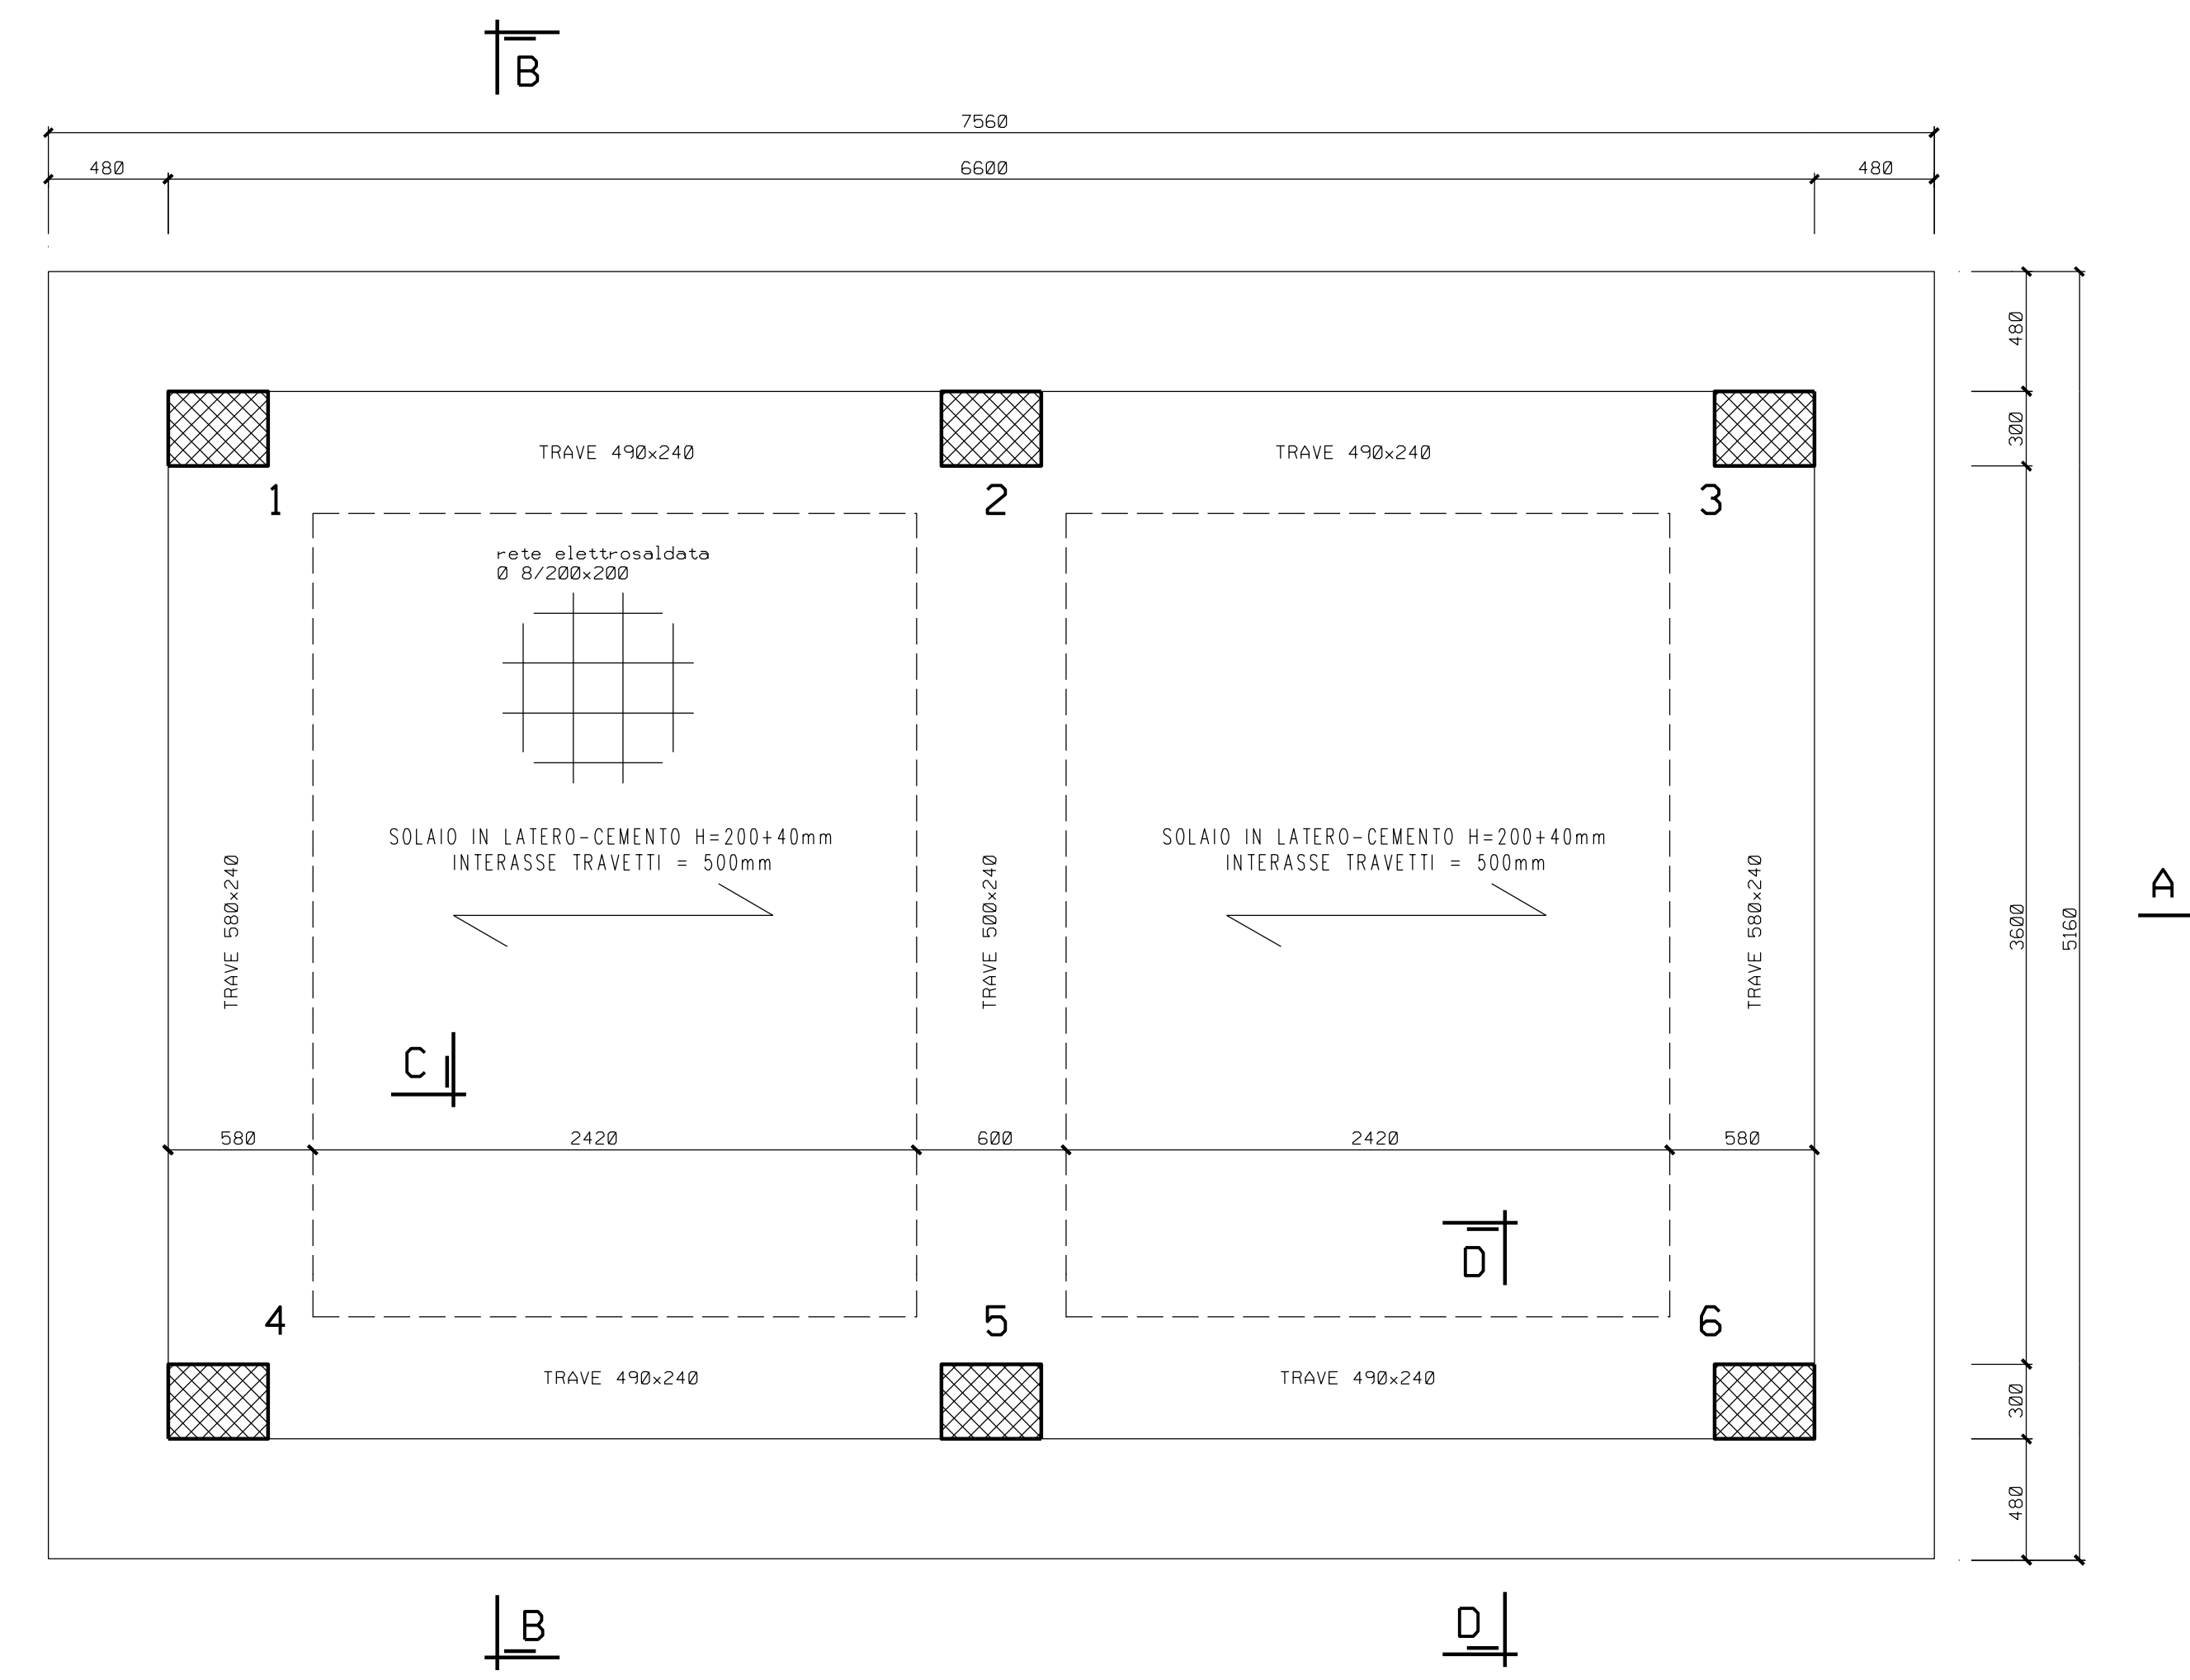 B
7560
480 6600 480
480
300
TRAVE 490x240 TRAVE 490x240
1 2 3
rete elettrosaldata
Ø 8/200x200
SOLAIO IN LATERO-CEMENTO H=200+40mm
INTERASSE TRAVETTI = 500mm
SOLAIO IN LATERO-CEMENTO H=200+40mm
INTERASSE TRAVETTI = 500mm
TRAVE 580x240
TRAVE 500x240
TRAVE 580x240
3600
5160
A
C
580 2420 600 2420 580
D
4 5 6
TRAVE 490x240 TRAVE 490x240
300
480
B
D